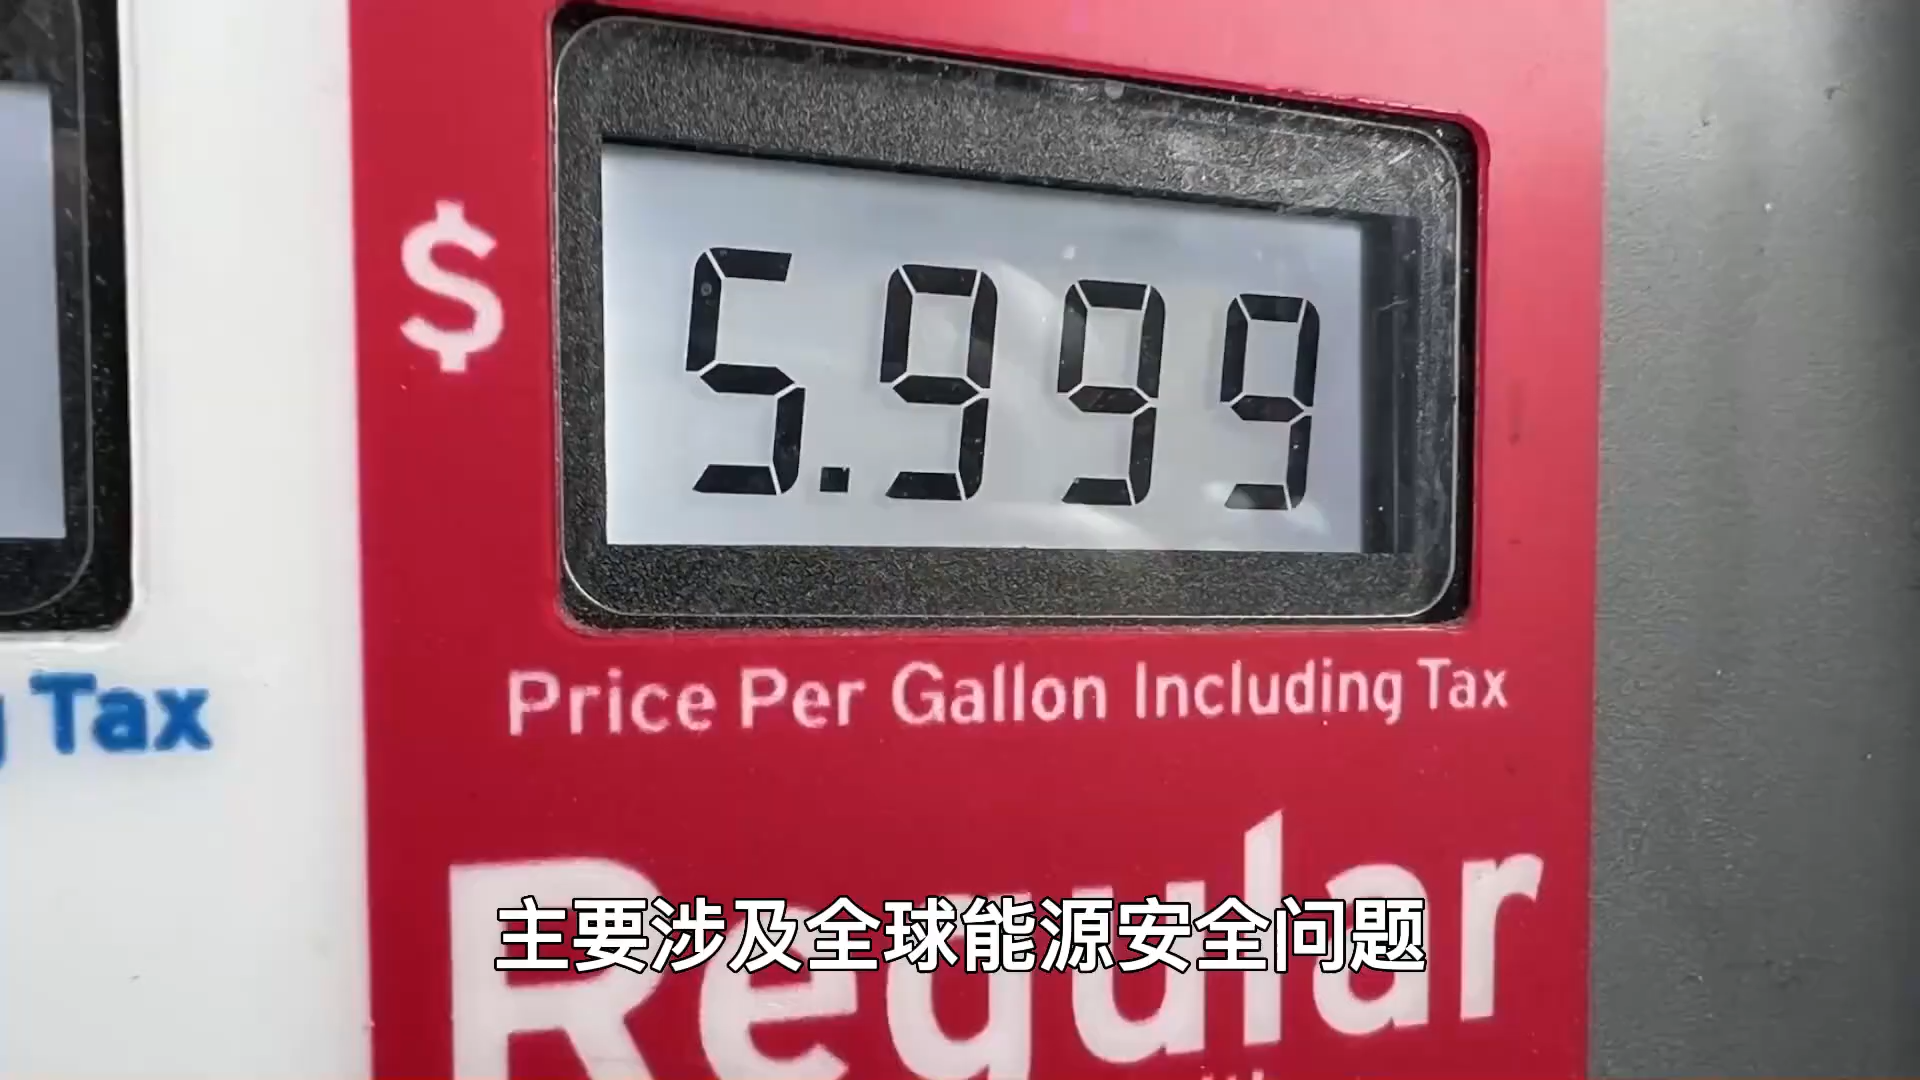 $
5.999
Price Per Gallon Including Tax
Tax
Regular
主要涉及全球能源安全问题